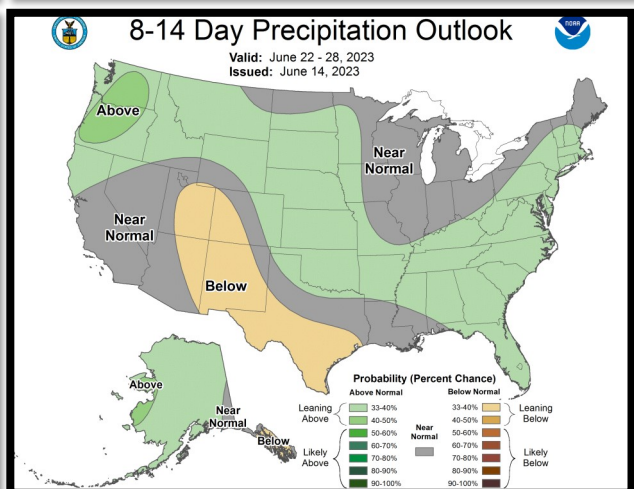 8-14 Day Precipitation Outlook
Valid: June 22 - 28, 2023
Issued: June 14, 2023
NOAA
Above
Near
Normal
Near
Normal
Below
Above
Near
Normal
Below
Probability (Percent Chance)
Above Normal
Below Normal
Leaning
Above
33-40%
40-50%
Likely
Above
50-60%
60-70%
70-80%
80-90%
90-100%
Near
Normal
33-40%
40-50%
Leaning
Below
50-60%
60-70%
70-80%
80-90%
90-100%
Likely
Below